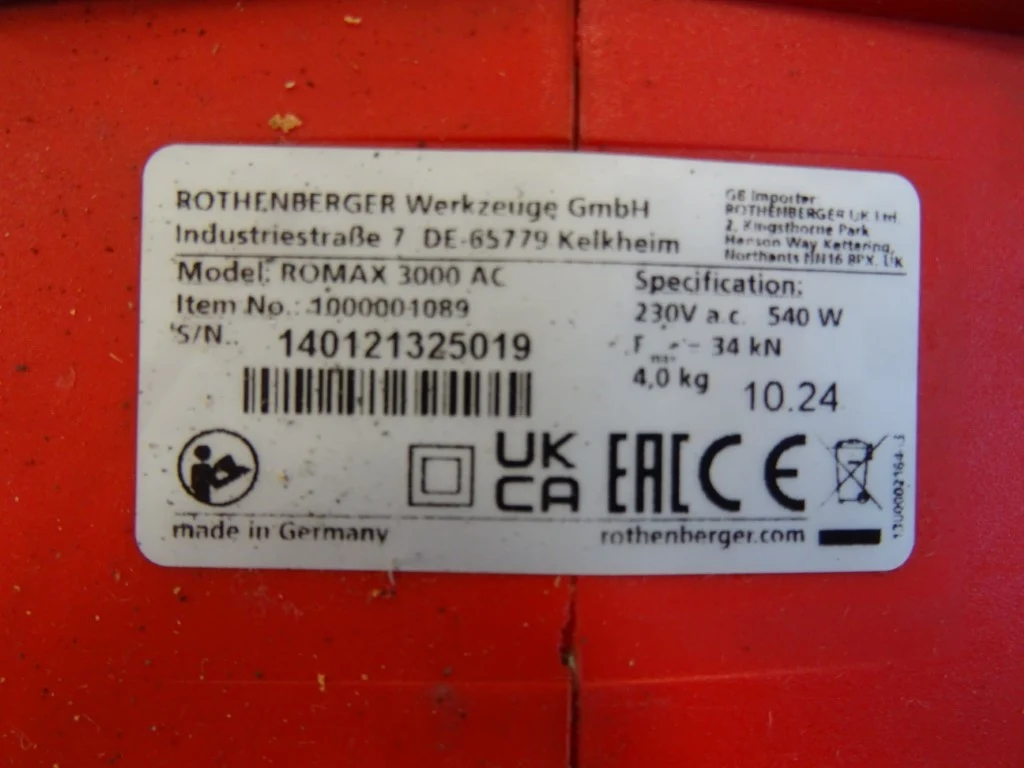 ROTHENBERGER Werkzeuge GmbH
Industriestraße 7 DE-65779 Kelkheim
GB Importer
ROTHENBERGER UK Ltd.
2, Kingsthorne Park
Henson Way Kettering,
Northants NN16 8PX, UK
Model: ROMAX 3000 AC
Item No.: 1000001089
S/N..
140121325019
Specification:
230V a.c. 540 W
F max = 34 kN
4,0 kg
10.24
UK
CA
EAC CE
made in Germany
rothenberger.com